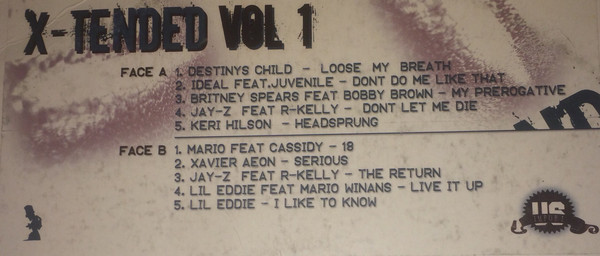 X-TENDED VOL 1
FACE A 1. DESTINYS CHILD - LOOSE MY BREATH
2. IDEAL FEAT.JUVENILE - DONT DO ME LIKE THAT
3. BRITNEY SPEARS FEAT BOBBY BROWN - MY PREROGATIVE
4. JAY-Z FEAT R-KELLY - DONT LET ME DIE
5. KERI HILSON - HEADSPRUNG
FACE B 1. MARIO FEAT CASSIDY - 18
2. XAVIER AEON - SERIOUS
3. JAY-Z FEAT R-KELLY - THE RETURN
4. LIL EDDIE FEAT MARIO WINANS - LIVE IT UP
5. LIL EDDIE - I LIKE TO KNOW
US